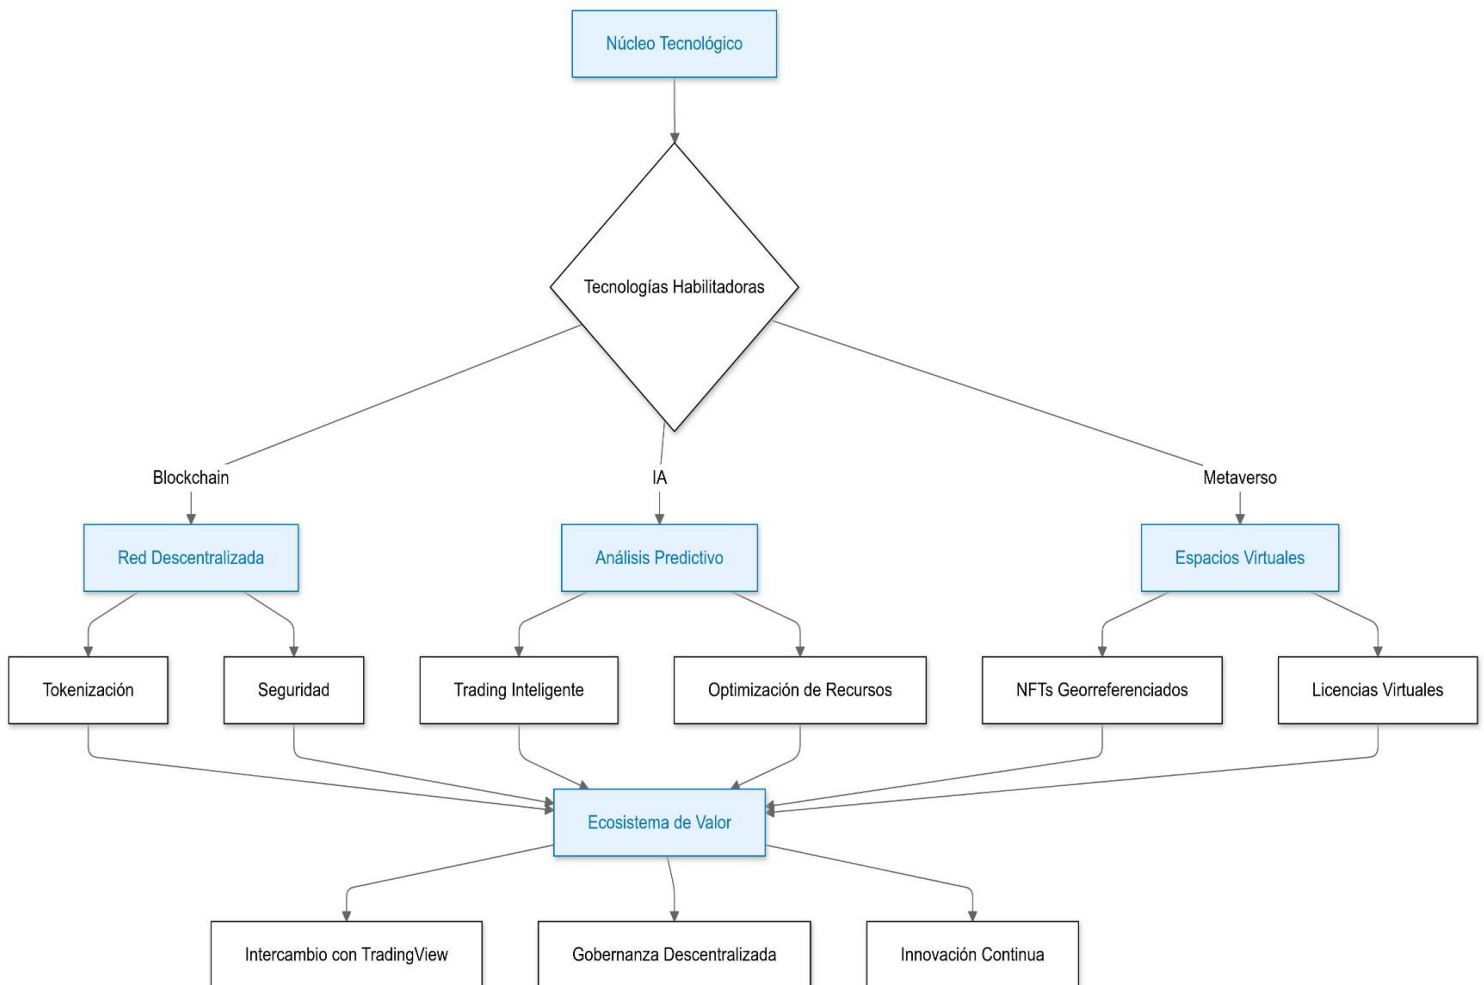 Núcleo Tecnológico
Tecnologías Habilitadoras
Blockchain
IA
Metaverso
Red Descentralizada
Análisis Predictivo
Espacios Virtuales
Tokenización
Seguridad
Trading Inteligente
Optimización de Recursos
NFTs Georreferenciados
Licencias Virtuales
Ecosistema de Valor
Intercambio con TradingView
Gobernanza Descentralizada
Innovación Continua